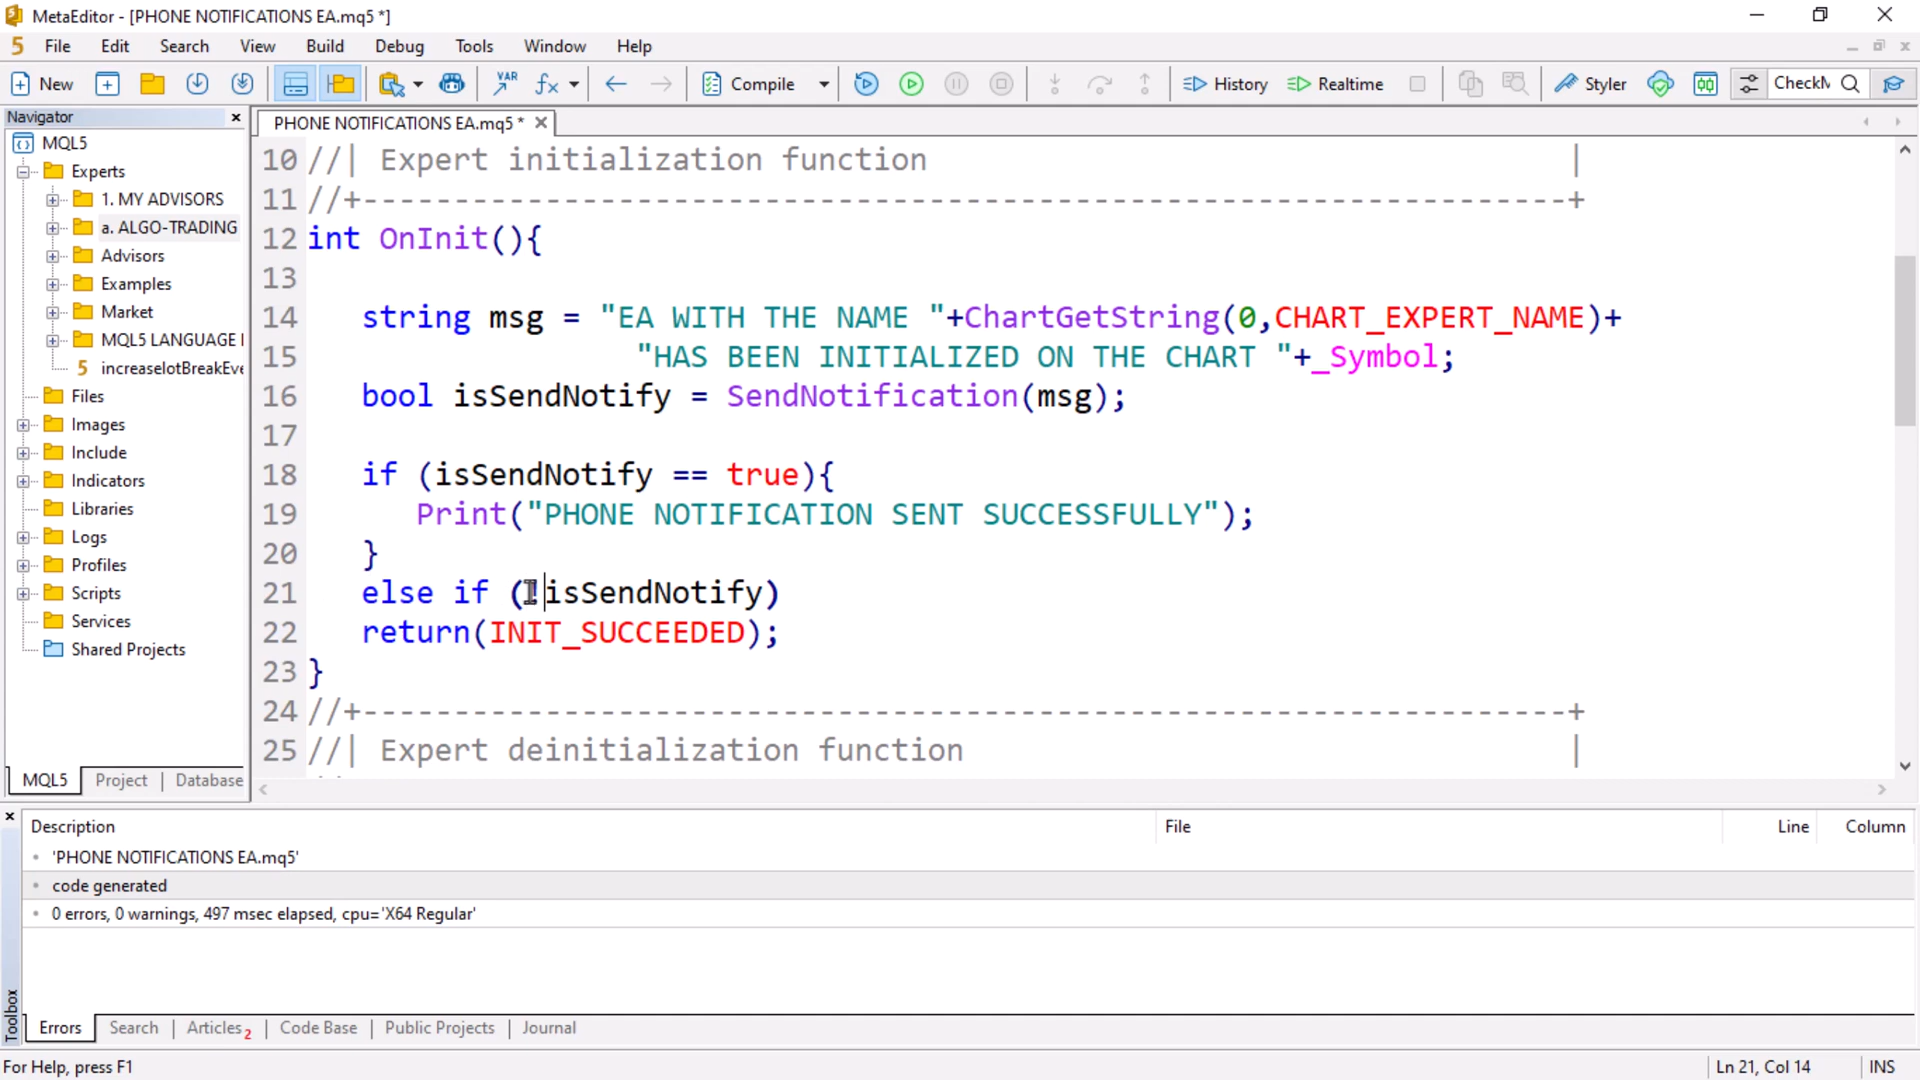 MetaEditor - [PHONE NOTIFICATIONS EA.mq5 *]
5 File Edit Search View Build Debug Tools Window Help
New VAR Compile History Realtime Styler CheckM
Navigator
PHONE NOTIFICATIONS EA.mq5 *
MQL5
Experts
1. MY ADVISORS
a. ALGO-TRADING
Advisors
Examples
Market
MQL5 LANGUAGE
5 increaselotBreakEve
Files
Images
Include
Indicators
Libraries
Logs
Profiles
Scripts
Services
Shared Projects
MQL5 Project Database
10 //| Expert initialization function |
11 //+------------------------------------------------------------------+
12 int OnInit(){
13
14 string msg = "EA WITH THE NAME "+ChartGetString(0,CHART_EXPERT_NAME)+
15 "HAS BEEN INITIALIZED ON THE CHART "+_Symbol;
16 bool isSendNotify = SendNotification(msg);
17
18 if (isSendNotify == true){
19 Print("PHONE NOTIFICATION SENT SUCCESSFULLY");
20 }
21 else if (!isSendNotify)
22 return(INIT_SUCCEEDED);
23 }
24 //+------------------------------------------------------------------+
25 //| Expert deinitialization function |
Description File Line Column
'PHONE NOTIFICATIONS EA.mq5'
code generated
0 errors, 0 warnings, 497 msec elapsed, cpu='X64 Regular'
Toolbox
Errors Search Articles 2 Code Base Public Projects Journal
For Help, press F1 Ln 21, Col 14 INS